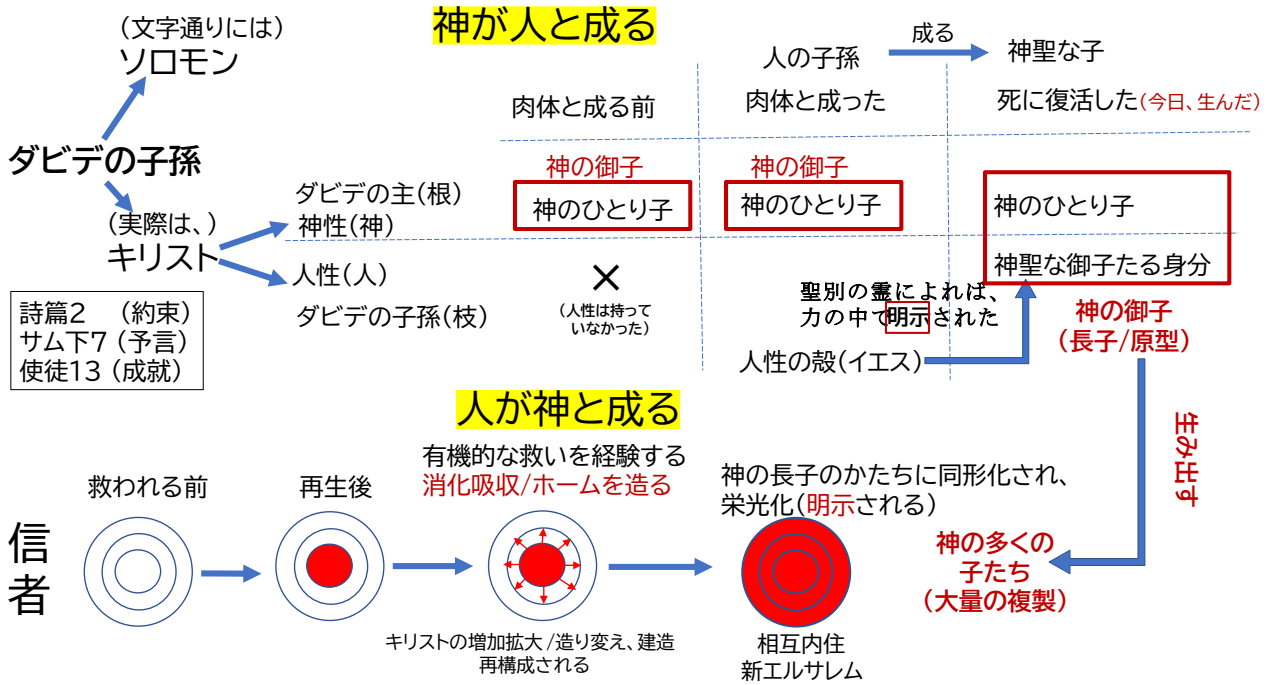 神が人と成る
(文字通りには)
ソロモン
ダビデの子孫
(実際は、)
キリスト
ダビデの主(根)
神性(神)
人性(人)
ダビデの子孫(枝)
詩篇2 (約束)
サム下7 (予言)
使徒13 (成就)
人の子孫
成る
神聖な子
肉体と成る前
肉体と成った
死に復活した(今日、生んだ)
神の御子
神のひとり子
神の御子
神のひとり子
神のひとり子
神聖な御子たる身分
×
(人性は持って
いなかった)
聖別の霊によれば、
力の中で明示された
人性の殻(イエス)
神の御子
(長子/原型)
生み出す
人が神と成る
信者
救われる前
再生後
有機的な救いを経験する
消化吸収/ホームを造る
神の長子のかたちに同形化され、
栄光化(明示される)
神の多くの
子たち
(大量の複製)
キリストの増加拡大/造り変え、建造
再構成される
相互内住
新エルサレム